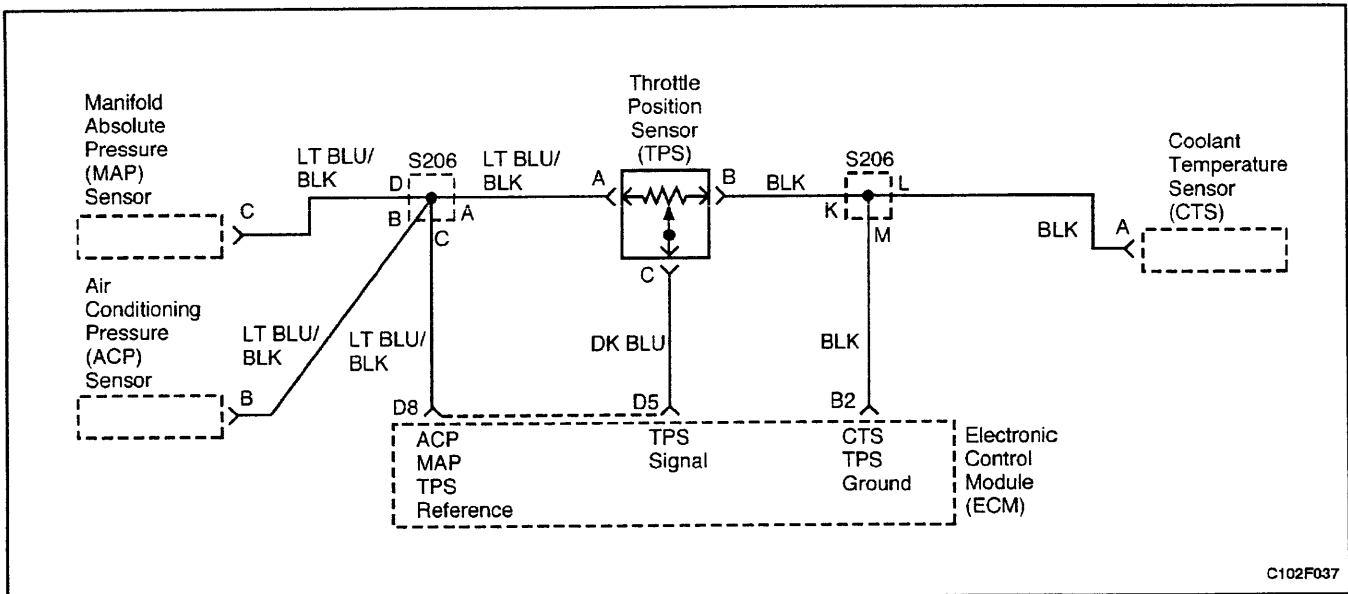 Manifold
Absolute
Pressure
(MAP)
Sensor
C
LT BLU/
BLK
D
S206
B
A
C
LT BLU/
BLK
Throttle
Position
Sensor
(TPS)
A
B
C
BLK
S206
L
K
M
Coolant
Temperature
Sensor
(CTS)
BLK
A
Air
Conditioning
Pressure
(ACP)
Sensor
B
LT BLU/
BLK
LT BLU/
BLK
DK BLU
BLK
D8
D5
B2
ACP
MAP
TPS
Reference
TPS
Signal
CTS
TPS
Ground
Electronic
Control
Module
(ECM)
C102F037